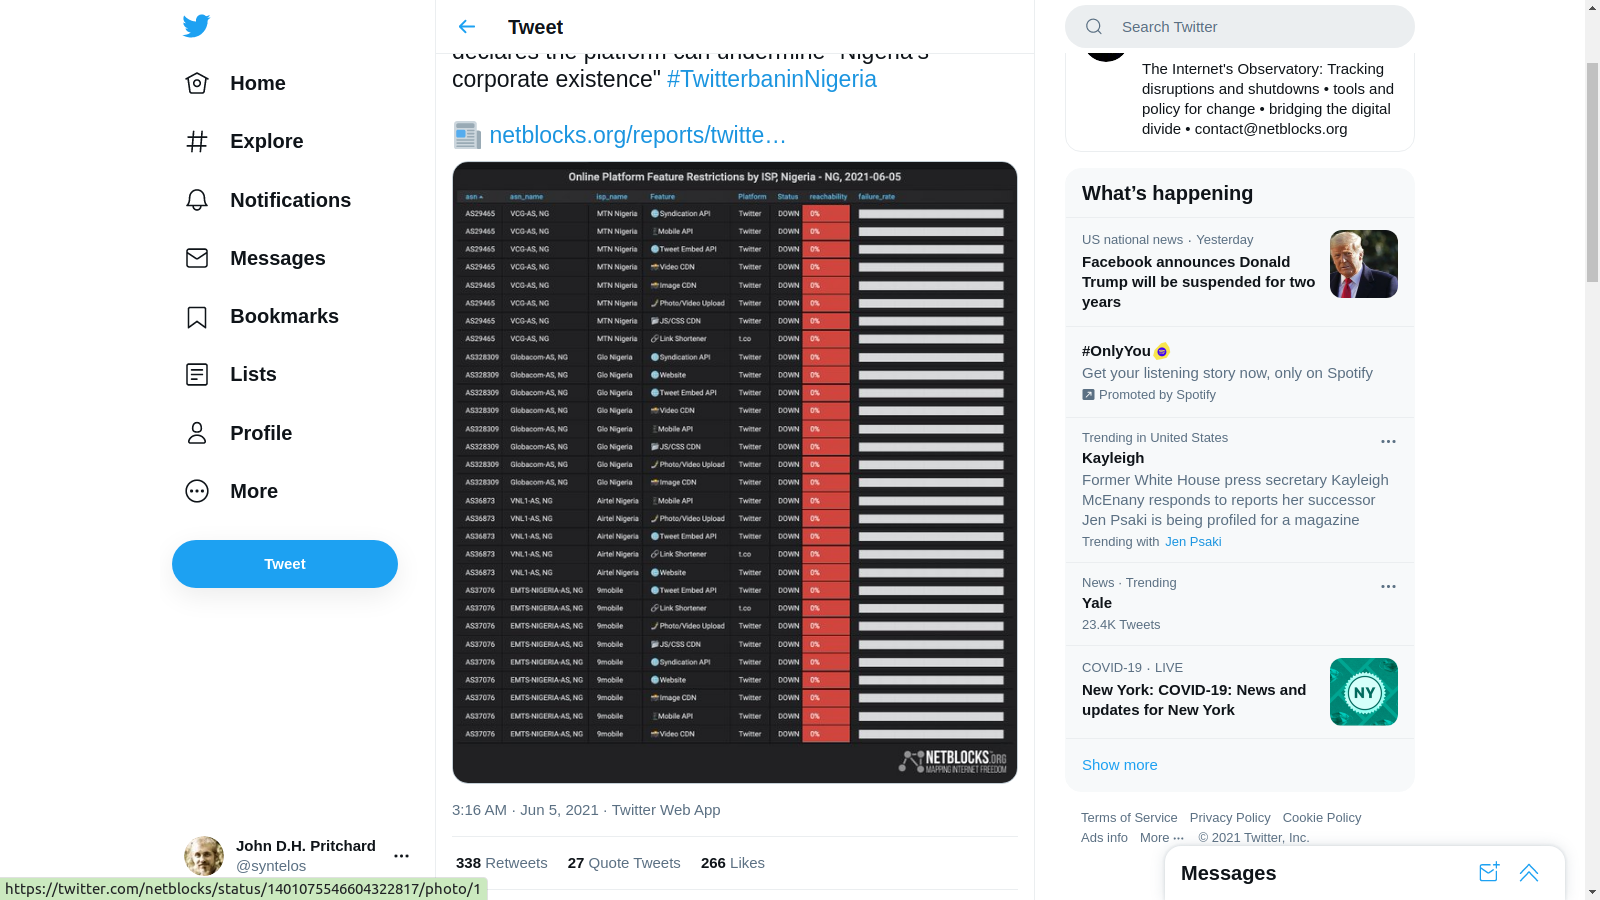 Home
Explore
Notifications
Messages
Bookmarks
Lists
Profile
More
Tweet
John D.H. Pritchard
@syntelos
https://twitter.com/netblocks/status/1401075546604322817/photo/1
Tweet
declares the platform can undermine "Nigeria's
corporate existence" #TwitterbaninNigeria
netblocks.org/reports/twitte…
Online Platform Feature Restrictions by ISP, Nigeria - NG, 2021-06-05
asn asn_name isp_name Feature Platform Status reachability failure_rate
AS29465 VCG-AS, NG MTN Nigeria Syndication API Twitter DOWN 0%
AS29465 VCG-AS, NG MTN Nigeria Mobile API Twitter DOWN 0%
AS29465 VCG-AS, NG MTN Nigeria Tweet Embed API Twitter DOWN 0%
AS29465 VCG-AS, NG MTN Nigeria Video CDN Twitter DOWN 0%
AS29465 VCG-AS, NG MTN Nigeria Image CDN Twitter DOWN 0%
AS29465 VCG-AS, NG MTN Nigeria Photo/Video Upload Twitter DOWN 0%
AS29465 VCG-AS, NG MTN Nigeria JS/CSS CDN Twitter DOWN 0%
AS29465 VCG-AS, NG MTN Nigeria Link Shortener t.co DOWN 0%
AS328309 Globacom-AS, NG Glo Nigeria Syndication API Twitter DOWN 0%
AS328309 Globacom-AS, NG Glo Nigeria Website Twitter DOWN 0%
AS328309 Globacom-AS, NG Glo Nigeria Tweet Embed API Twitter DOWN 0%
AS328309 Globacom-AS, NG Glo Nigeria Video CDN Twitter DOWN 0%
AS328309 Globacom-AS, NG Glo Nigeria Mobile API Twitter DOWN 0%
AS328309 Globacom-AS, NG Glo Nigeria JS/CSS CDN Twitter DOWN 0%
AS328309 Globacom-AS, NG Glo Nigeria Photo/Video Upload Twitter DOWN 0%
AS328309 Globacom-AS, NG Glo Nigeria Image CDN Twitter DOWN 0%
AS36873 VNL1-AS, NG Airtel Nigeria Mobile API Twitter DOWN 0%
AS36873 VNL1-AS, NG Airtel Nigeria Photo/Video Upload Twitter DOWN 0%
AS36873 VNL1-AS, NG Airtel Nigeria Tweet Embed API Twitter DOWN 0%
AS36873 VNL1-AS, NG Airtel Nigeria Link Shortener t.co DOWN 0%
AS36873 VNL1-AS, NG Airtel Nigeria Website Twitter DOWN 0%
AS37076 EMTS-NIGERIA-AS, NG 9mobile Tweet Embed API Twitter DOWN 0%
AS37076 EMTS-NIGERIA-AS, NG 9mobile Link Shortener t.co DOWN 0%
AS37076 EMTS-NIGERIA-AS, NG 9mobile Photo/Video Upload Twitter DOWN 0%
AS37076 EMTS-NIGERIA-AS, NG 9mobile JS/CSS CDN Twitter DOWN 0%
AS37076 EMTS-NIGERIA-AS, NG 9mobile Syndication API Twitter DOWN 0%
AS37076 EMTS-NIGERIA-AS, NG 9mobile Website Twitter DOWN 0%
AS37076 EMTS-NIGERIA-AS, NG 9mobile Image CDN Twitter DOWN 0%
AS37076 EMTS-NIGERIA-AS, NG 9mobile Mobile API Twitter DOWN 0%
AS37076 EMTS-NIGERIA-AS, NG 9mobile Video CDN Twitter DOWN 0%
NETBLOCKS.ORG
MAPPING INTERNET FREEDOM
3:16 AM · Jun 5, 2021 · Twitter Web App
338 Retweets 27 Quote Tweets 266 Likes
Search Twitter
The Internet's Observatory: Tracking
disruptions and shutdowns • tools and
policy for change • bridging the digital
divide • contact@netblocks.org
What's happening
US national news · Yesterday
Facebook announces Donald
Trump will be suspended for two
years
#OnlyYou
Get your listening story now, only on Spotify
Promoted by Spotify
Trending in United States
Kayleigh
Former White House press secretary Kayleigh
McEnany responds to reports her successor
Jen Psaki is being profiled for a magazine
Trending with Jen Psaki
News · Trending
Yale
23.4K Tweets
COVID-19 · LIVE
New York: COVID-19: News and
updates for New York
NY
Show more
Terms of Service Privacy Policy Cookie Policy
Ads info More ··· © 2021 Twitter, Inc.
Messages